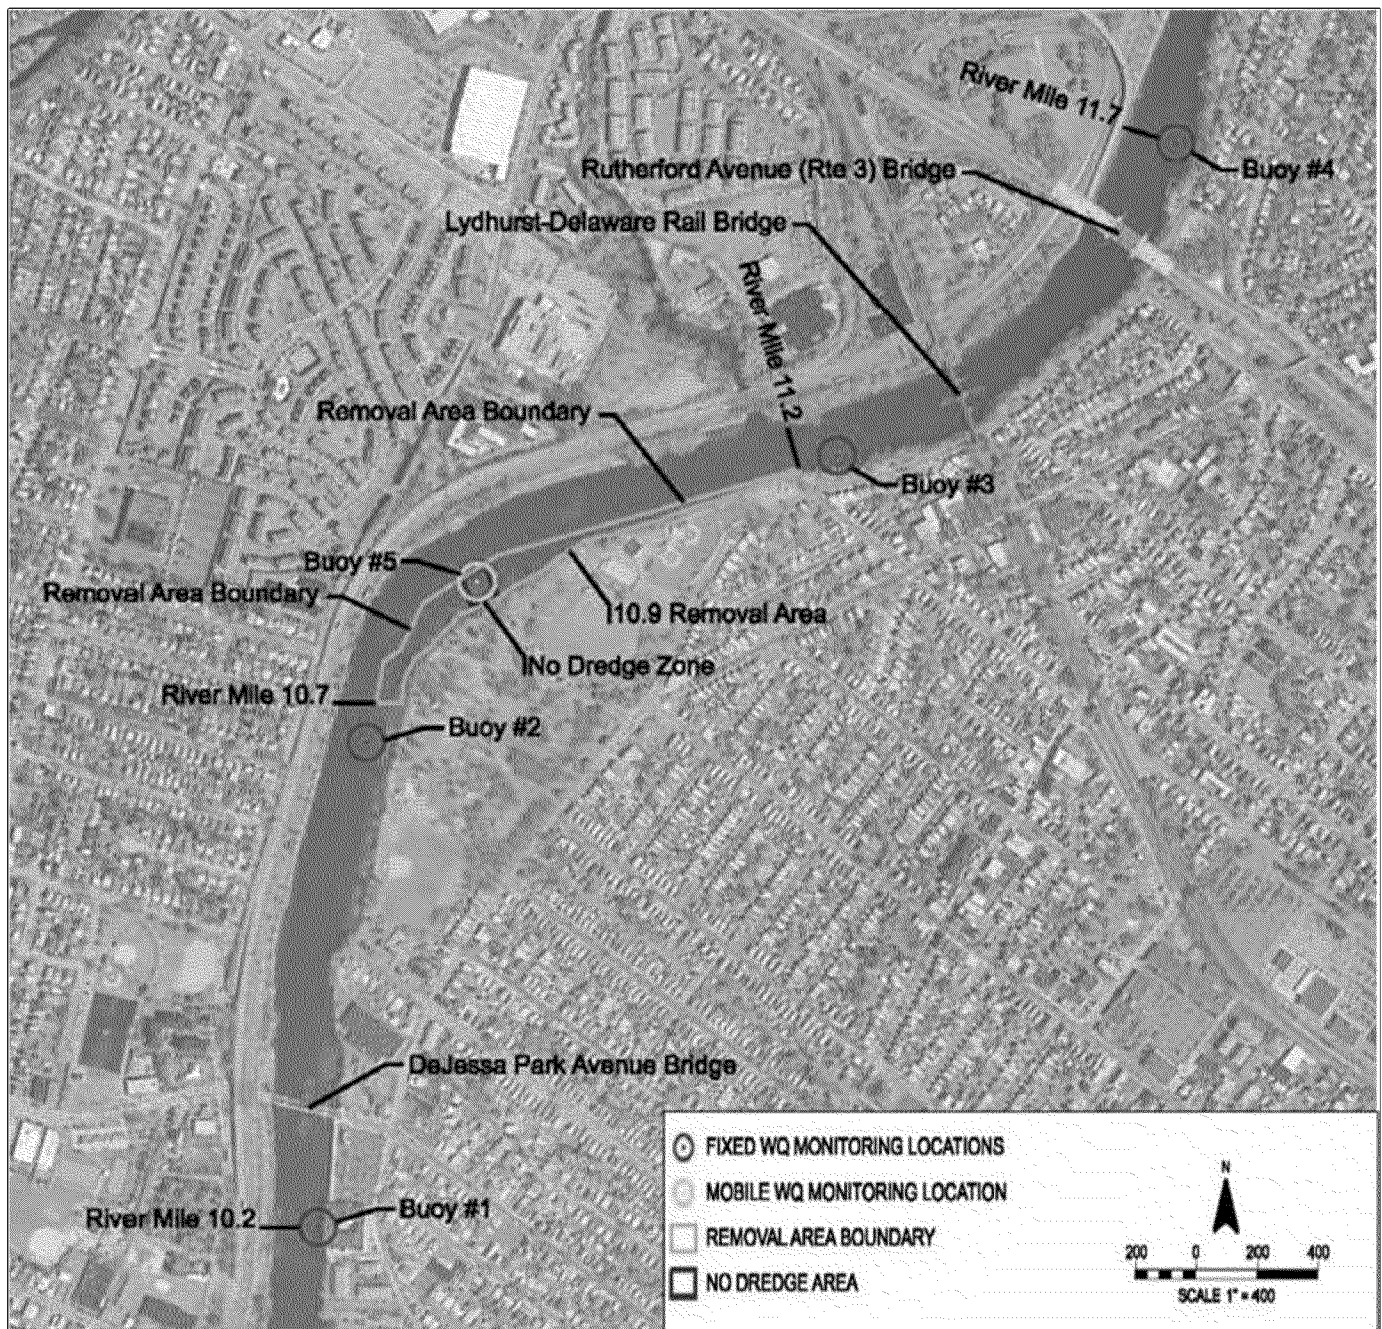 River Mile 11.7
Buoy #4
Rutherford Avenue (Rte 3) Bridge
Lydhurst-Delaware Rail Bridge
River Mile 11.2
Removal Area Boundary
Buoy #3
Buoy #5
Removal Area Boundary
10.9 Removal Area
No Dredge Zone
River Mile 10.7
Buoy #2
DeJessa Park Avenue Bridge
River Mile 10.2
Buoy #1
FIXED WQ MONITORING LOCATIONS
MOBILE WQ MONITORING LOCATION
REMOVAL AREA BOUNDARY
NO DREDGE AREA
N
200 0 200 400
SCALE 1" = 400